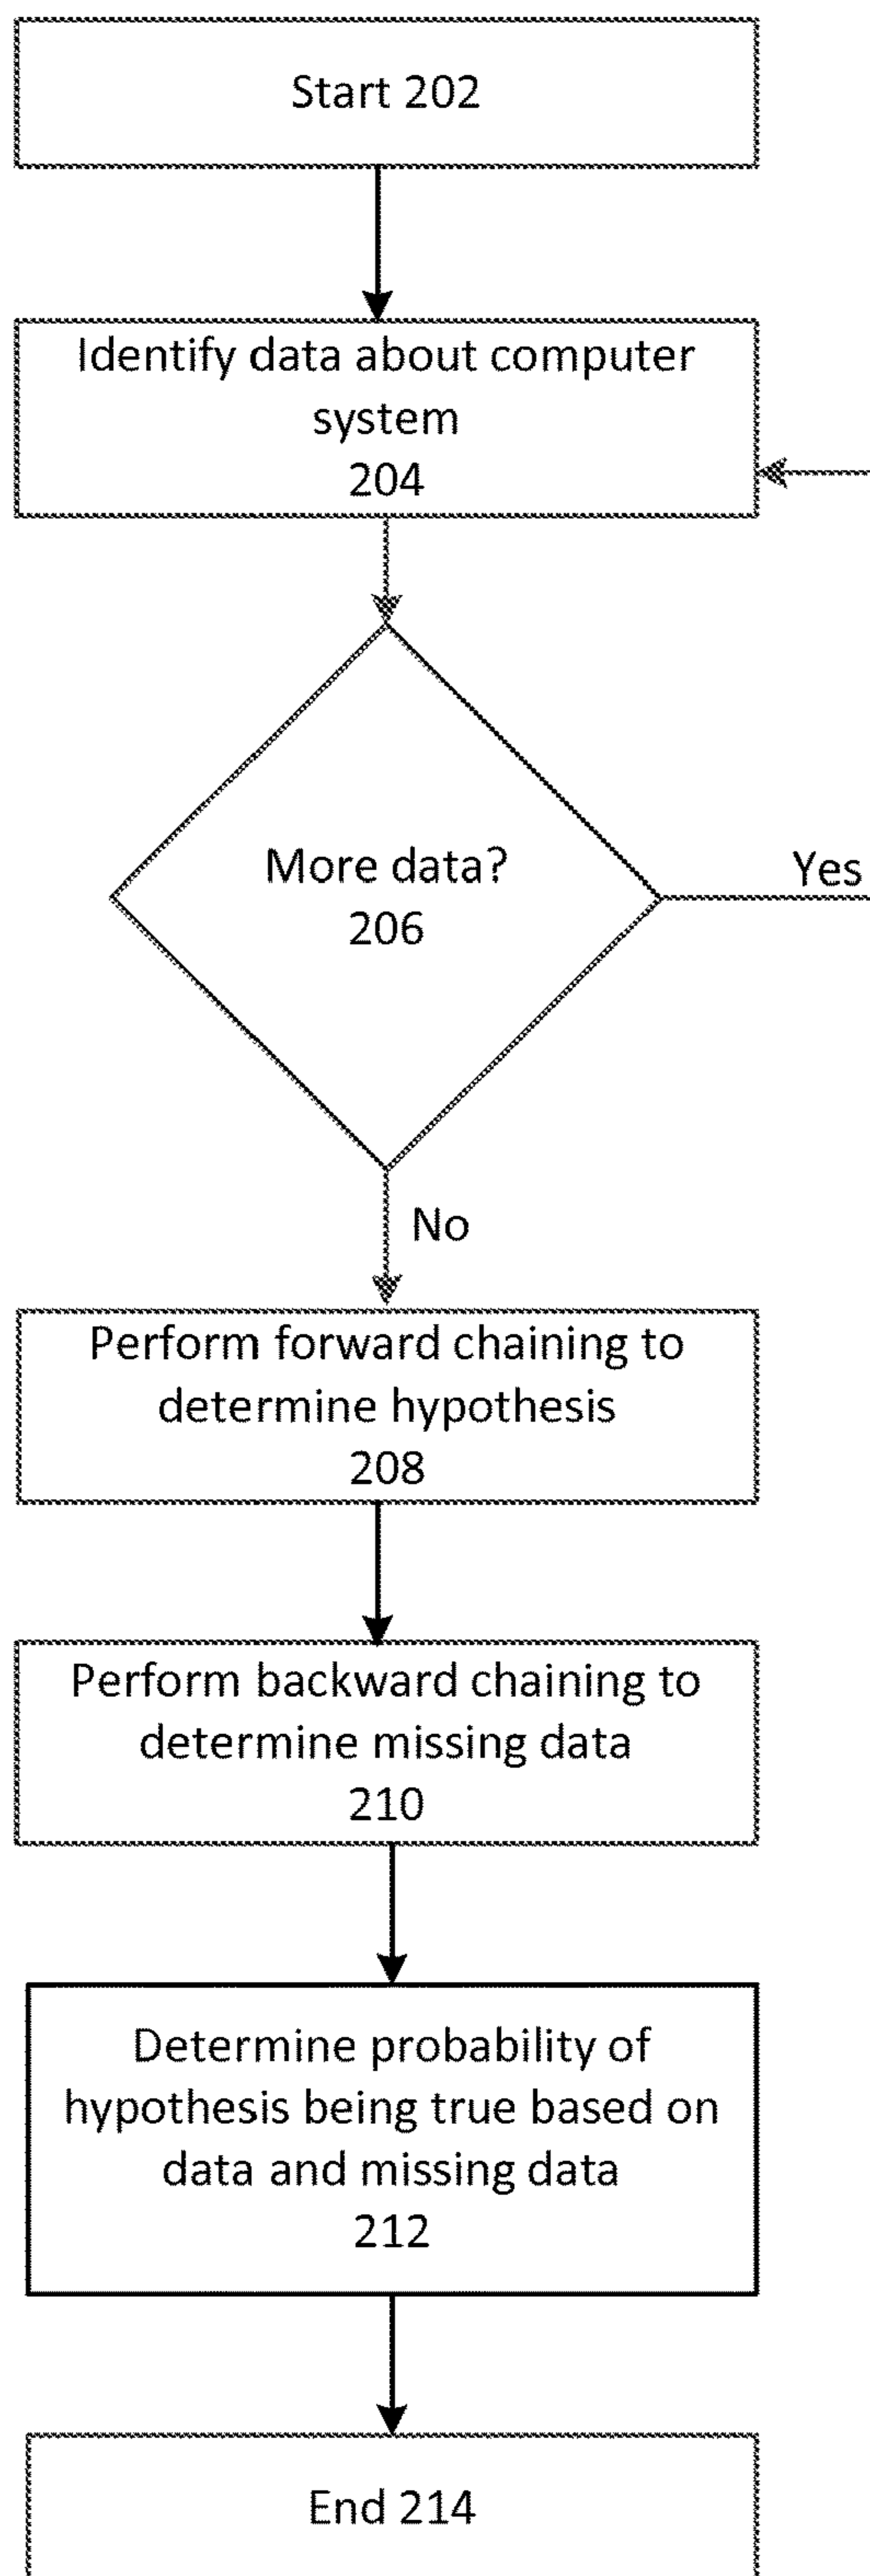 Start 202
Identify data about computer
system
204
More data?
206
Yes
No
Perform forward chaining to
determine hypothesis
208
Perform backward chaining to
determine missing data
210
Determine probability of
hypothesis being true based on
data and missing data
212
End 214